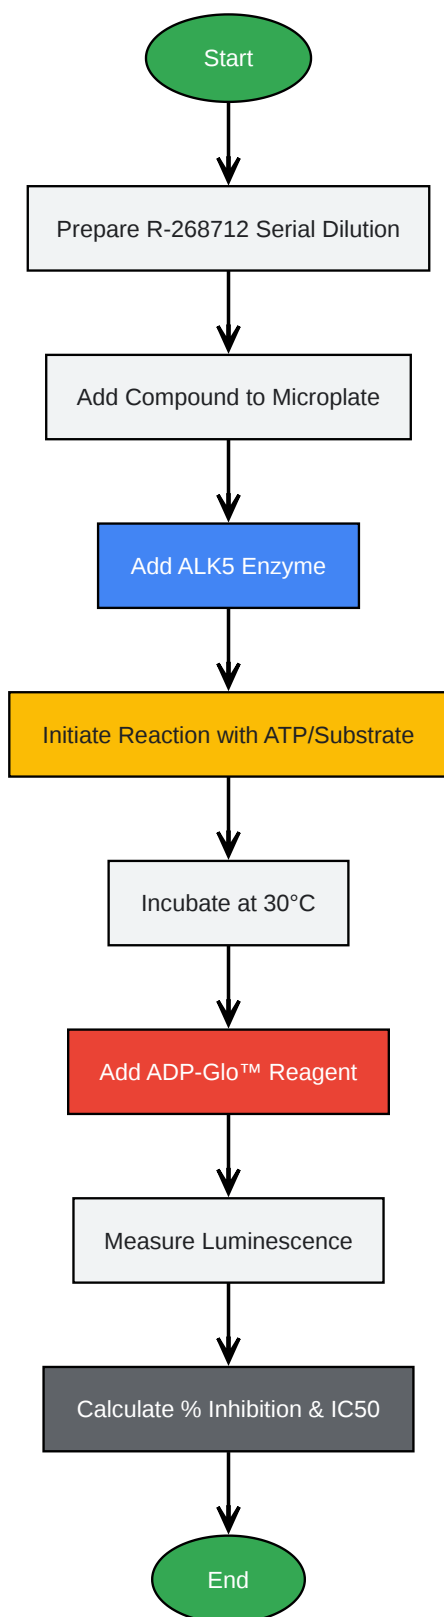 Start
Prepare R-268712 Serial Dilution
Add Compound to Microplate
Add ALK5 Enzyme
Initiate Reaction with ATP/Substrate
Incubate at 30°C
Add ADP-Glo™ Reagent
Measure Luminescence
Calculate % Inhibition & IC50
End